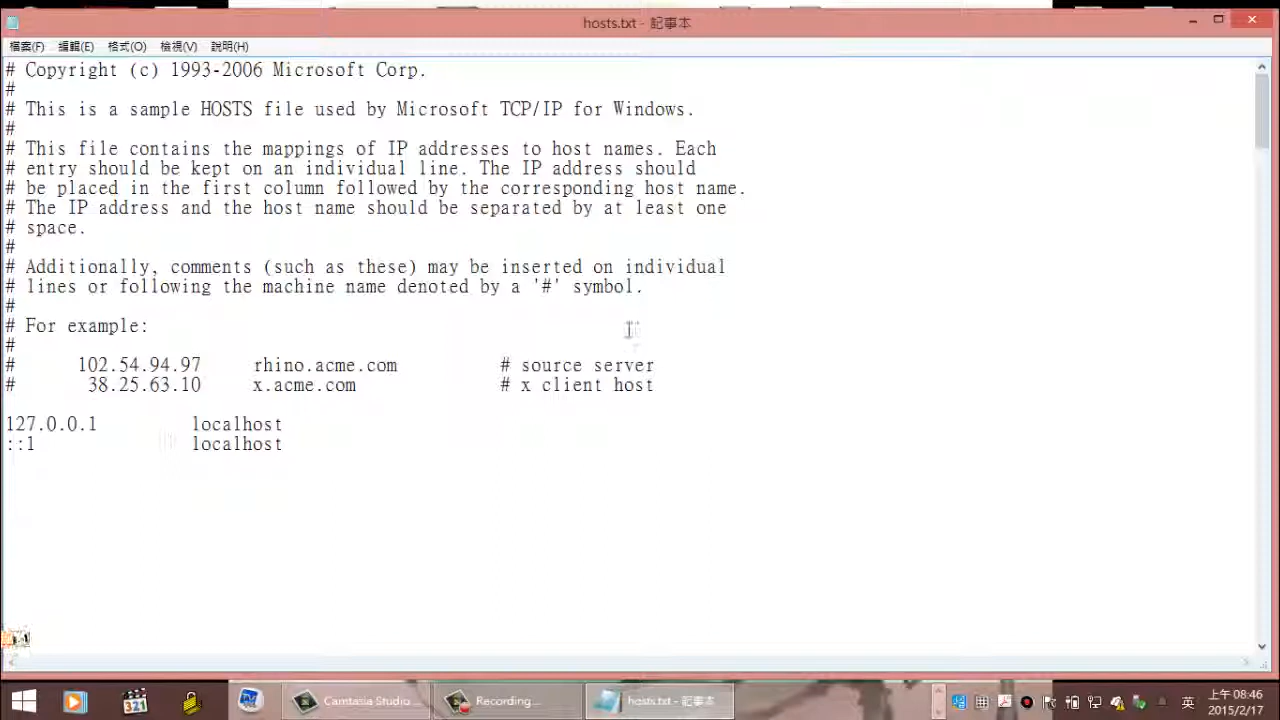 hosts.txt - 記事本
檔案(F) 編輯(E) 格式(O) 檢視(V) 說明(H)
# Copyright (c) 1993-2006 Microsoft Corp.
#
# This is a sample HOSTS file used by Microsoft TCP/IP for Windows.
#
# This file contains the mappings of IP addresses to host names. Each
# entry should be kept on an individual line. The IP address should
# be placed in the first column followed by the corresponding host name.
# The IP address and the host name should be separated by at least one
# space.
#
# Additionally, comments (such as these) may be inserted on individual
# lines or following the machine name denoted by a '#' symbol.
#
# For example:
#
# 102.54.94.97 rhino.acme.com # source server
# 38.25.63.10 x.acme.com # x client host
127.0.0.1 localhost
::1 localhost
321
Camtasia Studio... Recording... hosts.txt - 記事本 英 上午 08:46
2015/2/17